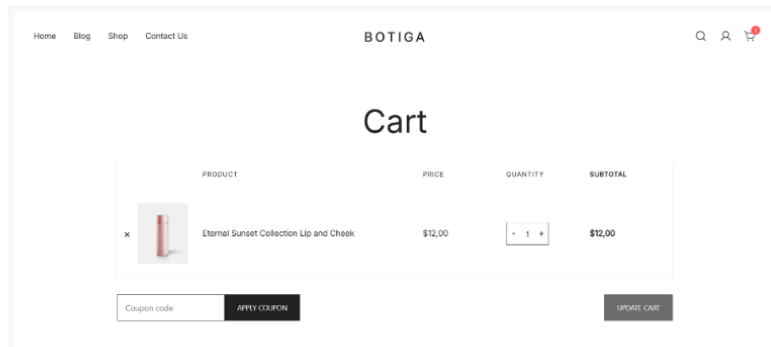 Home Blog Shop Contact Us BOTIGA 1
Cart
PRODUCT PRICE QUANTITY SUBTOTAL
× Eternal Sunset Collection Lip and Cheek $12,00 - 1 + $12,00
Coupon code APPLY COUPON UPDATE CART